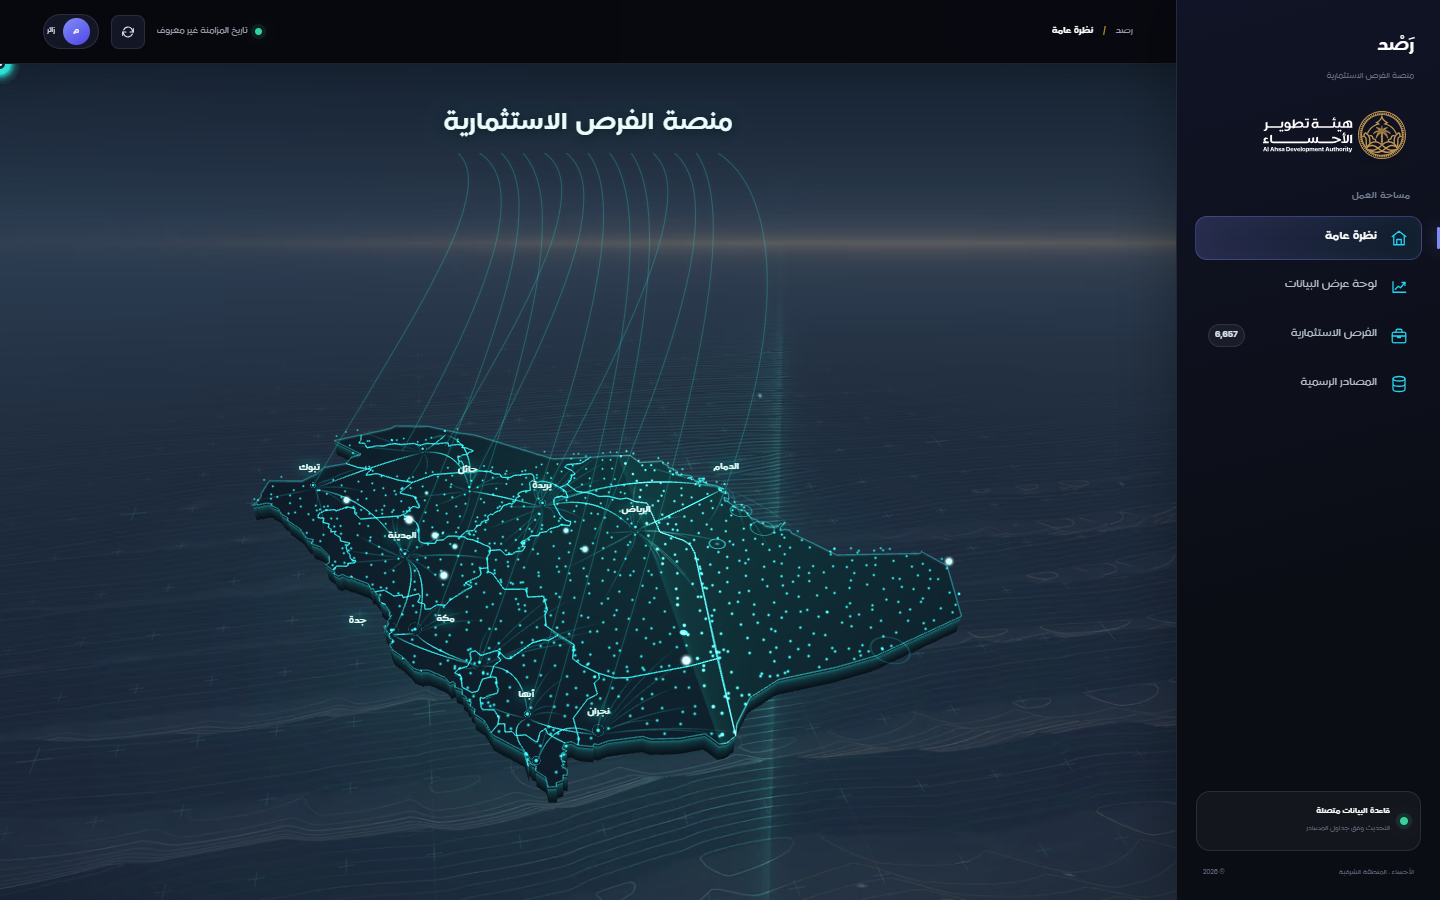 رَصْد
منصة الفرص الاستثمارية
هيئة تطوير
الأحساء
Al Ahsa Development Authority
مساحة العمل
نظرة عامة
لوحة عرض البيانات
الفرص الاستثمارية
6,657
المصادر الرسمية
قاعدة البيانات متصلة
التحديث وفق جداول المصادر
الأحساء . المنطقة الشرقية
© 2026
رصد / نظرة عامة
تاريخ المزامنة غير معروف
م
زائر
منصة الفرص الاستثمارية
تبوك
حائل
الدمام
بريدة
الرياض
المدينة
جدة
مكة
أبها
نجران